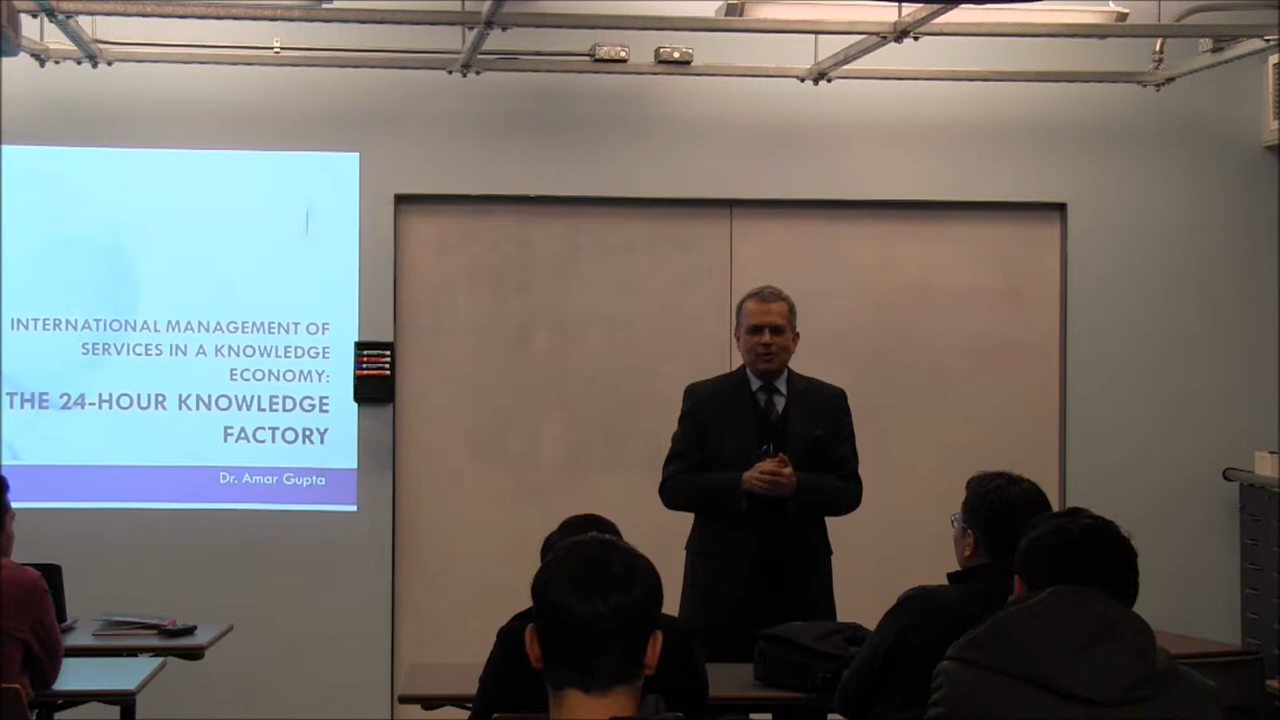 INTERNATIONAL MANAGEMENT OF
SERVICES IN A KNOWLEDGE
ECONOMY:
THE 24-HOUR KNOWLEDGE
FACTORY
Dr. Amar Gupta